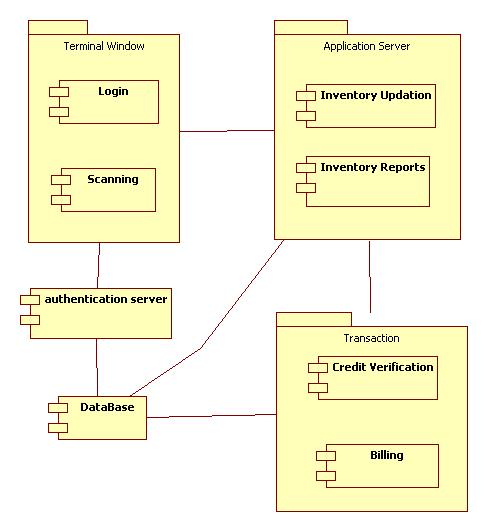 Terminal Window
Login
Scanning
Application Server
Inventory Updation
Inventory Reports
authentication server
DataBase
Transaction
Credit Verification
Billing